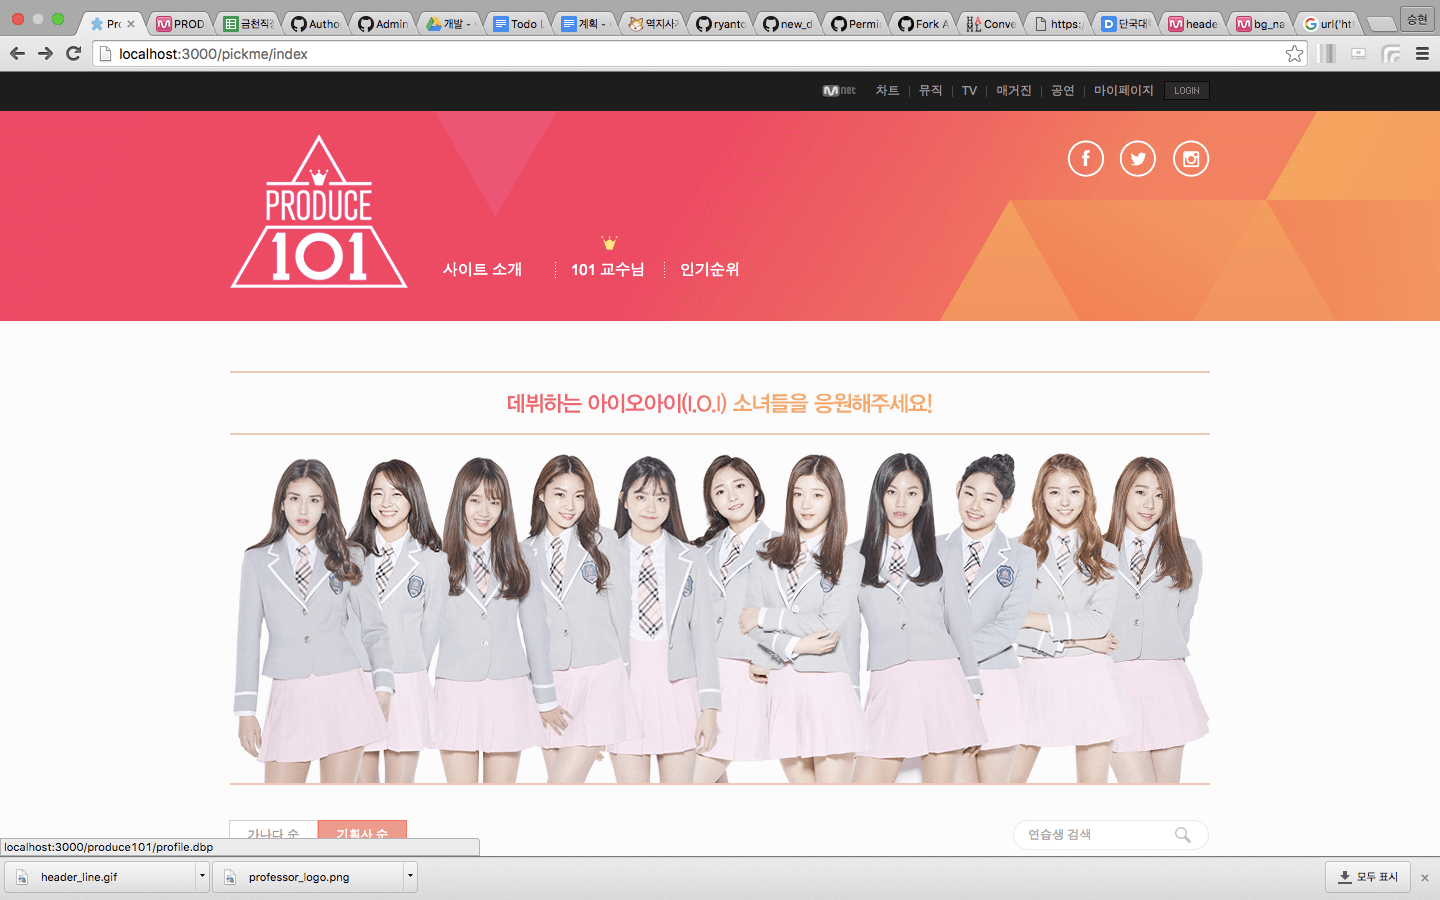 Pro
PROD
금천직장
Autho
Admin
개발 -
Todo L
계획 -
역지사지
ryanto
new_d
Permis
Fork A
Conve
https:/
단국대학
heade
bg_na
url('ht
승현
localhost:3000/pickme/index
Mnet
차트
뮤직
TV
매거진
공연
마이페이지
LOGIN
PRODUCE
101
사이트 소개
101 교수님
인기순위
데뷔하는 아이오아이(I.O.I) 소녀들을 응원해주세요!
가나다 순
기획사 순
연습생 검색
localhost:3000/produce101/profile.dbp
header_line.gif
professor_logo.png
모두 표시